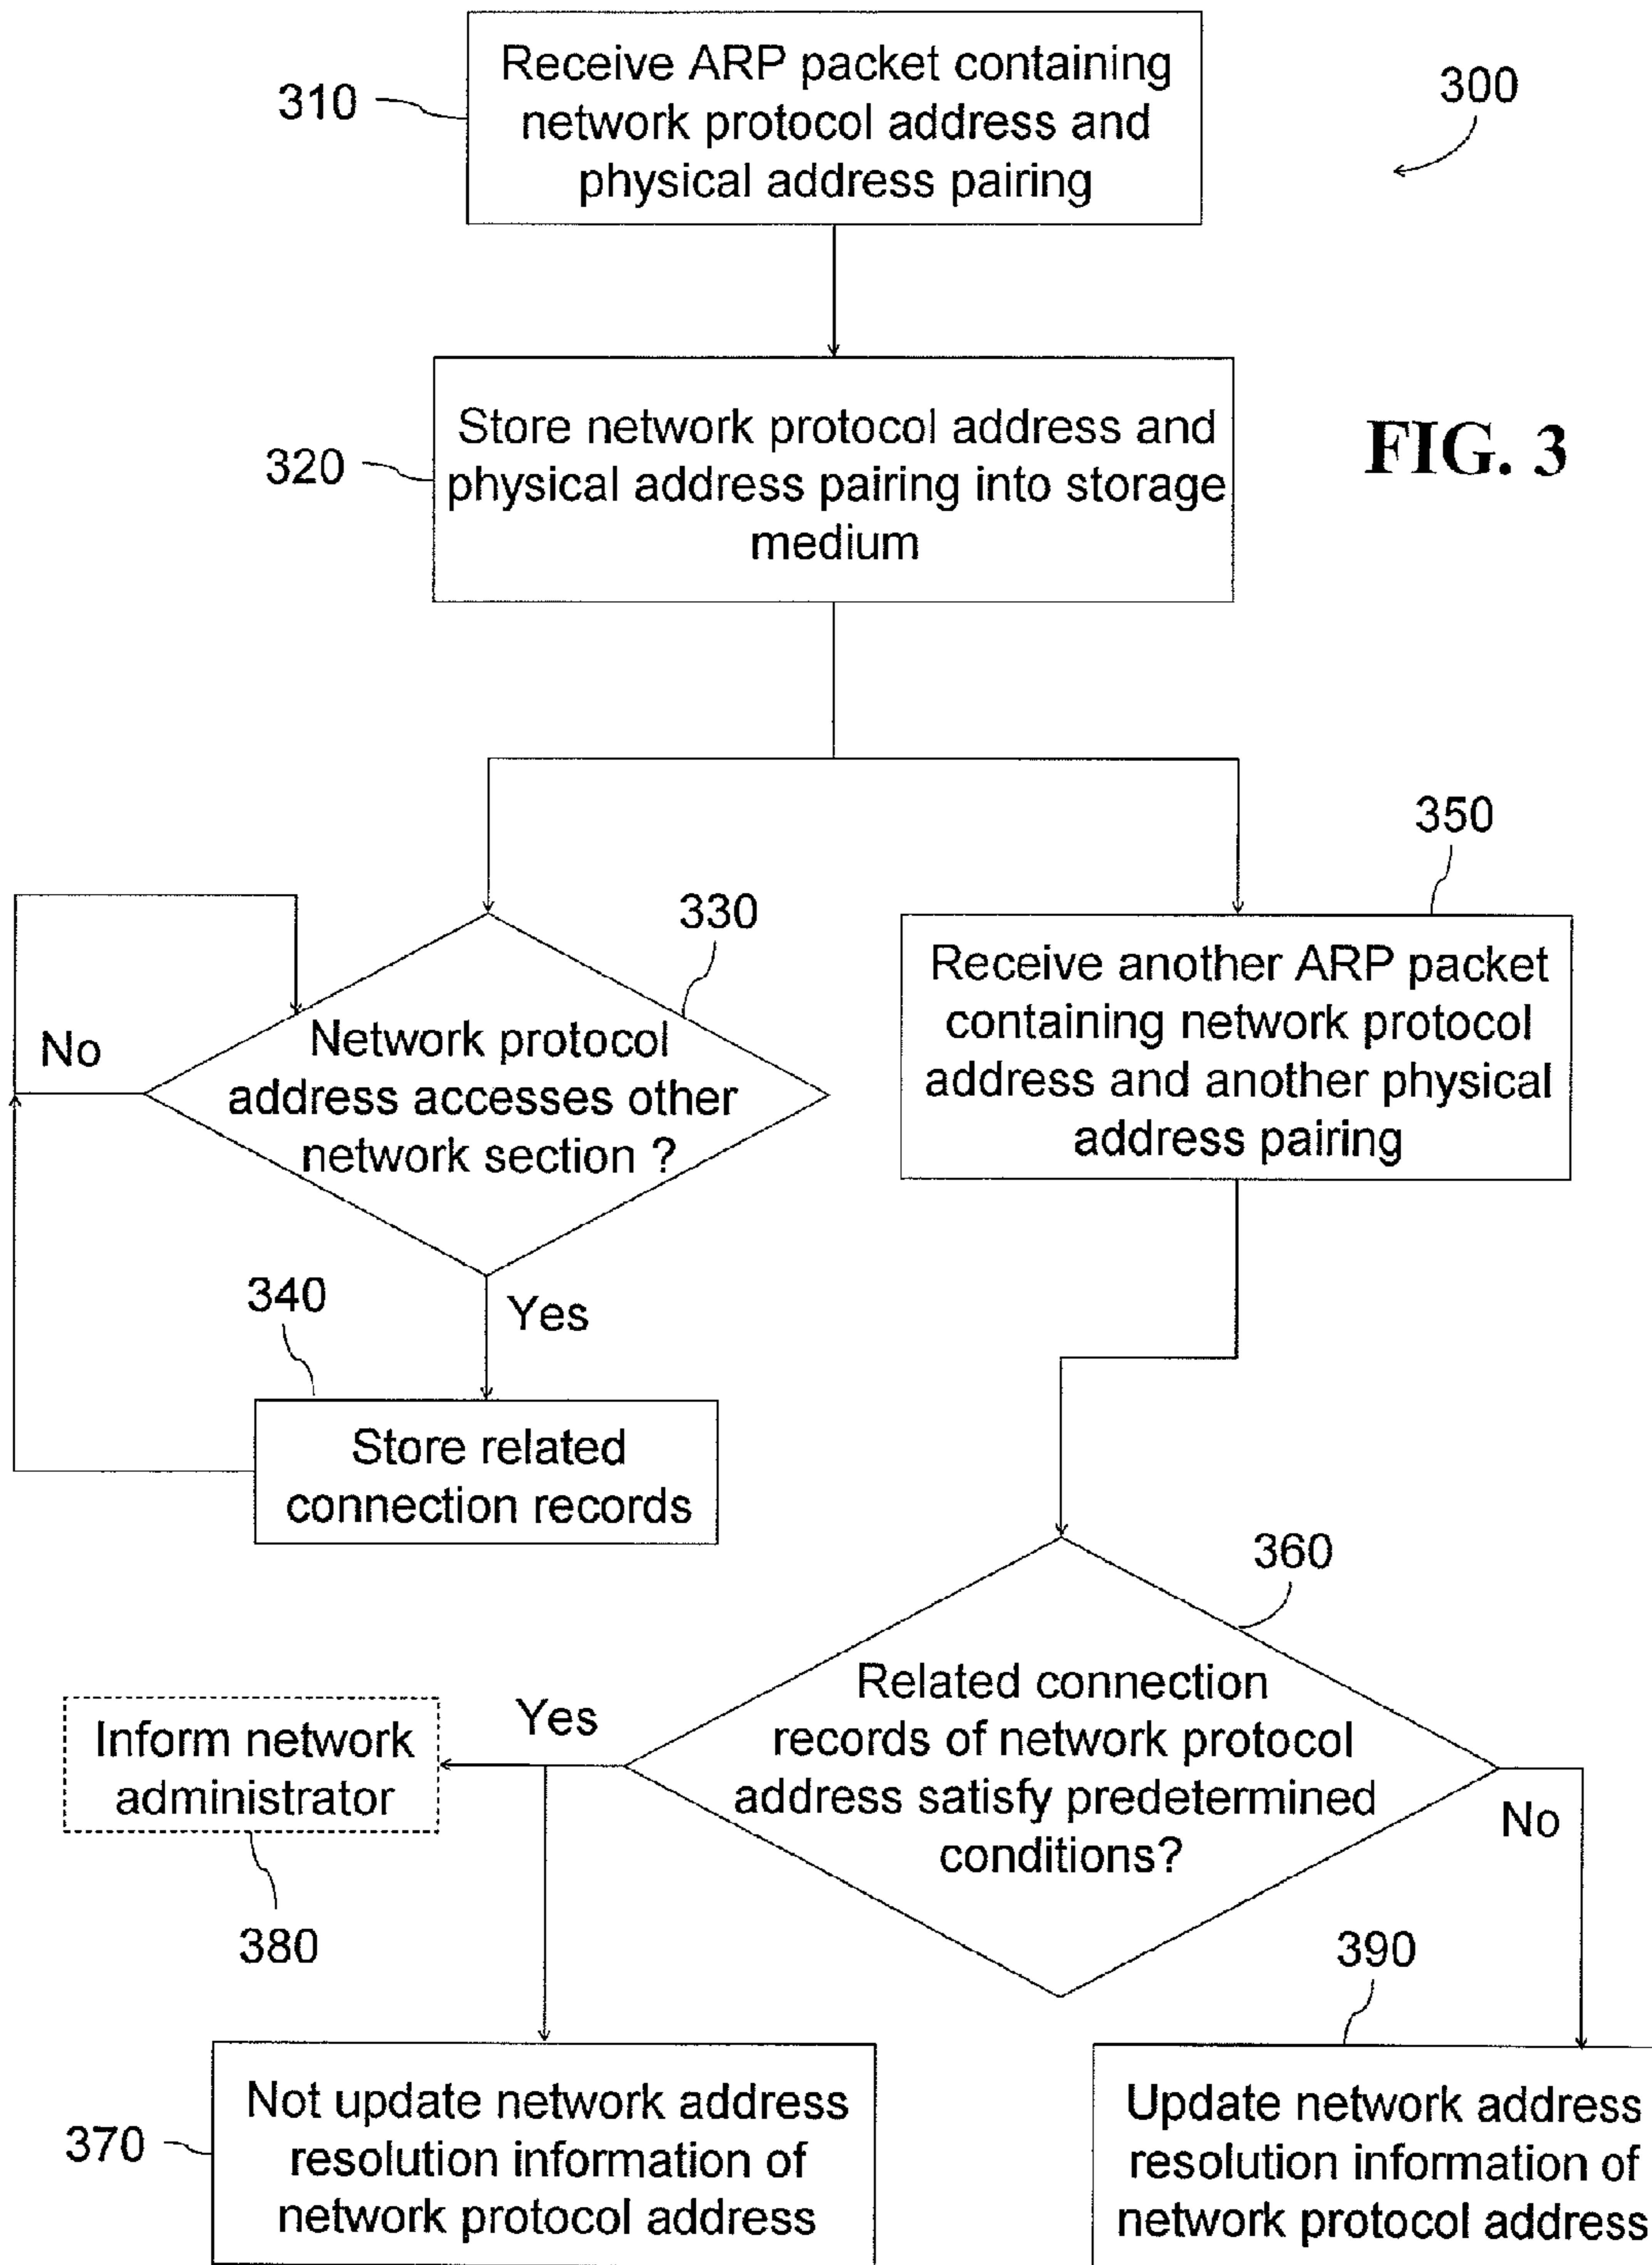 Receive ARP packet containing
network protocol address and
physical address pairing
310
300
Store network protocol address and
physical address pairing into storage
medium
320
FIG. 3
350
330
Network protocol
address accesses other
network section ?
No
Yes
Receive another ARP packet
containing network protocol
address and another physical
address pairing
340
Store related
connection records
360
Related connection
records of network protocol
address satisfy predetermined
conditions?
Yes
No
Inform network
administrator
380
390
370
Not update network address
resolution information of
network protocol address
Update network address
resolution information of
network protocol address